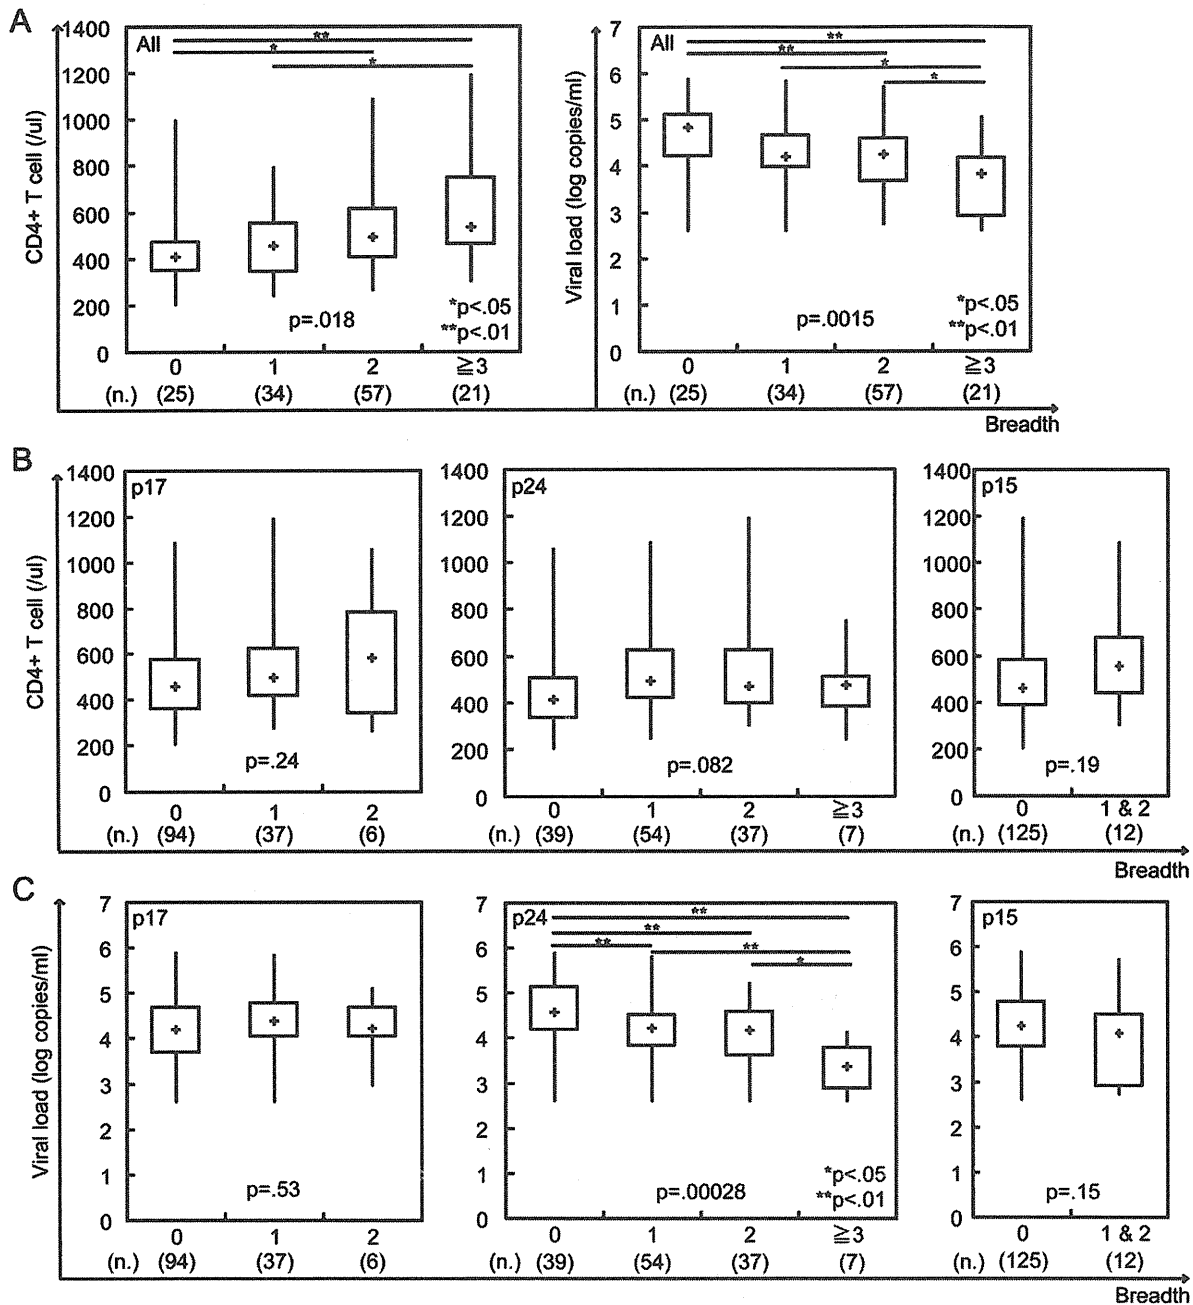 A
CD4+ T cell (/ul)
1400
1200
1000
800
600
400
200
0
All
**
*
*
p=.018
*p<.05
**p<.01
0 1 2 ≧3
(n.) (25) (34) (57) (21)
Viral load (log copies/ml)
7
6
5
4
3
2
1
0
All
**
**
*
*
p=.0015
*p<.05
**p<.01
0 1 2 ≧3
(n.) (25) (34) (57) (21)
Breadth
B
CD4+ T cell (/ul)
1400
1200
1000
800
600
400
200
0
p17
p=.24
0 1 2
(n.) (94) (37) (6)
1400
1200
1000
800
600
400
200
0
p24
p=.082
0 1 2 ≧3
(n.) (39) (54) (37) (7)
1400
1200
1000
800
600
400
200
0
p15
p=.19
0 1 & 2
(n.) (125) (12)
Breadth
C
Viral load (log copies/ml)
7
6
5
4
3
2
1
0
p17
p=.53
0 1 2
(n.) (94) (37) (6)
7
6
5
4
3
2
1
0
p24
**
**
**
**
*
p=.00028
*p<.05
**p<.01
0 1 2 ≧3
(n.) (39) (54) (37) (7)
7
6
5
4
3
2
1
0
p15
p=.15
0 1 & 2
(n.) (125) (12)
Breadth